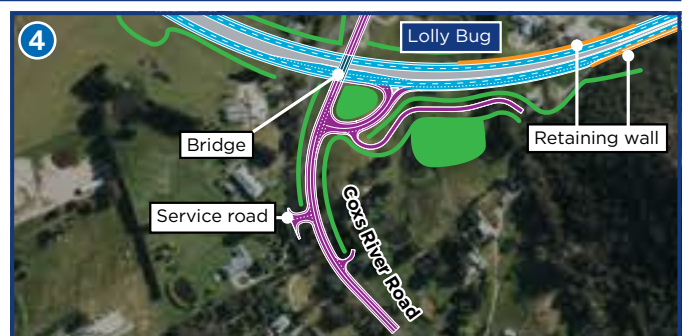 4
Lolly Bug
Bridge
Retaining wall
Service road
Coxs River Road